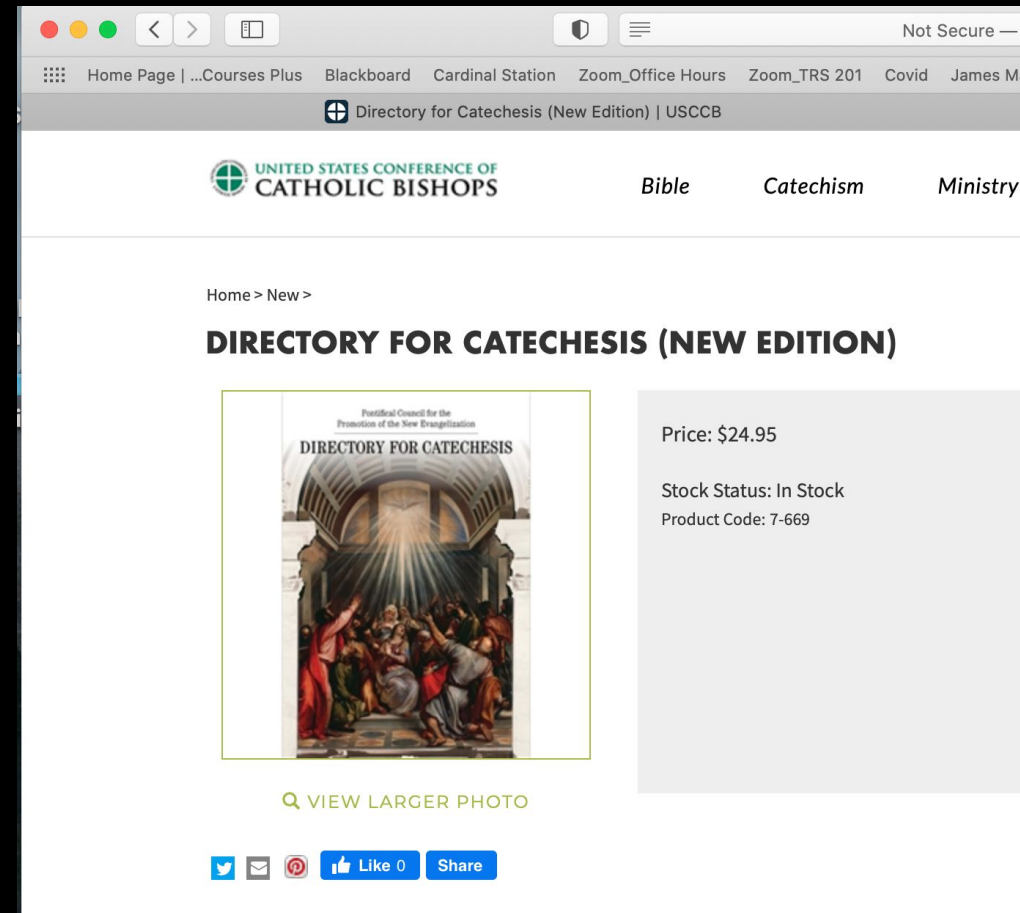 Not Secure —
Home Page | ...Courses Plus Blackboard Cardinal Station Zoom_Office Hours Zoom_TRS 201 Covid James M
Directory for Catechesis (New Edition) | USCCB
UNITED STATES CONFERENCE OF
CATHOLIC BISHOPS
Bible Catechism Ministry
Home > New >
DIRECTORY FOR CATECHESIS (NEW EDITION)
Pontifical Council for the
Promotion of the New Evangelization
DIRECTORY FOR CATECHESIS
Price: $24.95
Stock Status: In Stock
Product Code: 7-669
VIEW LARGER PHOTO
Like 0 Share